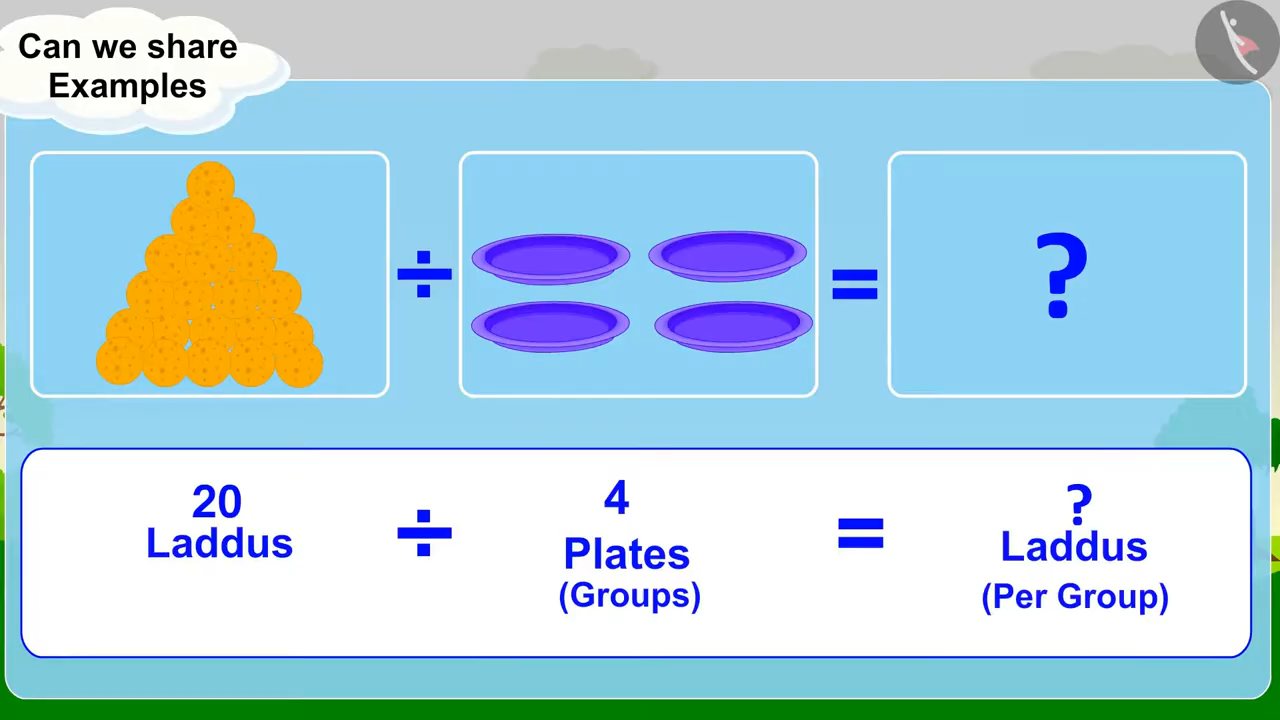 Can we share
Examples
÷
=
?
20
Laddus
÷
4
Plates
(Groups)
=
?
Laddus
(Per Group)